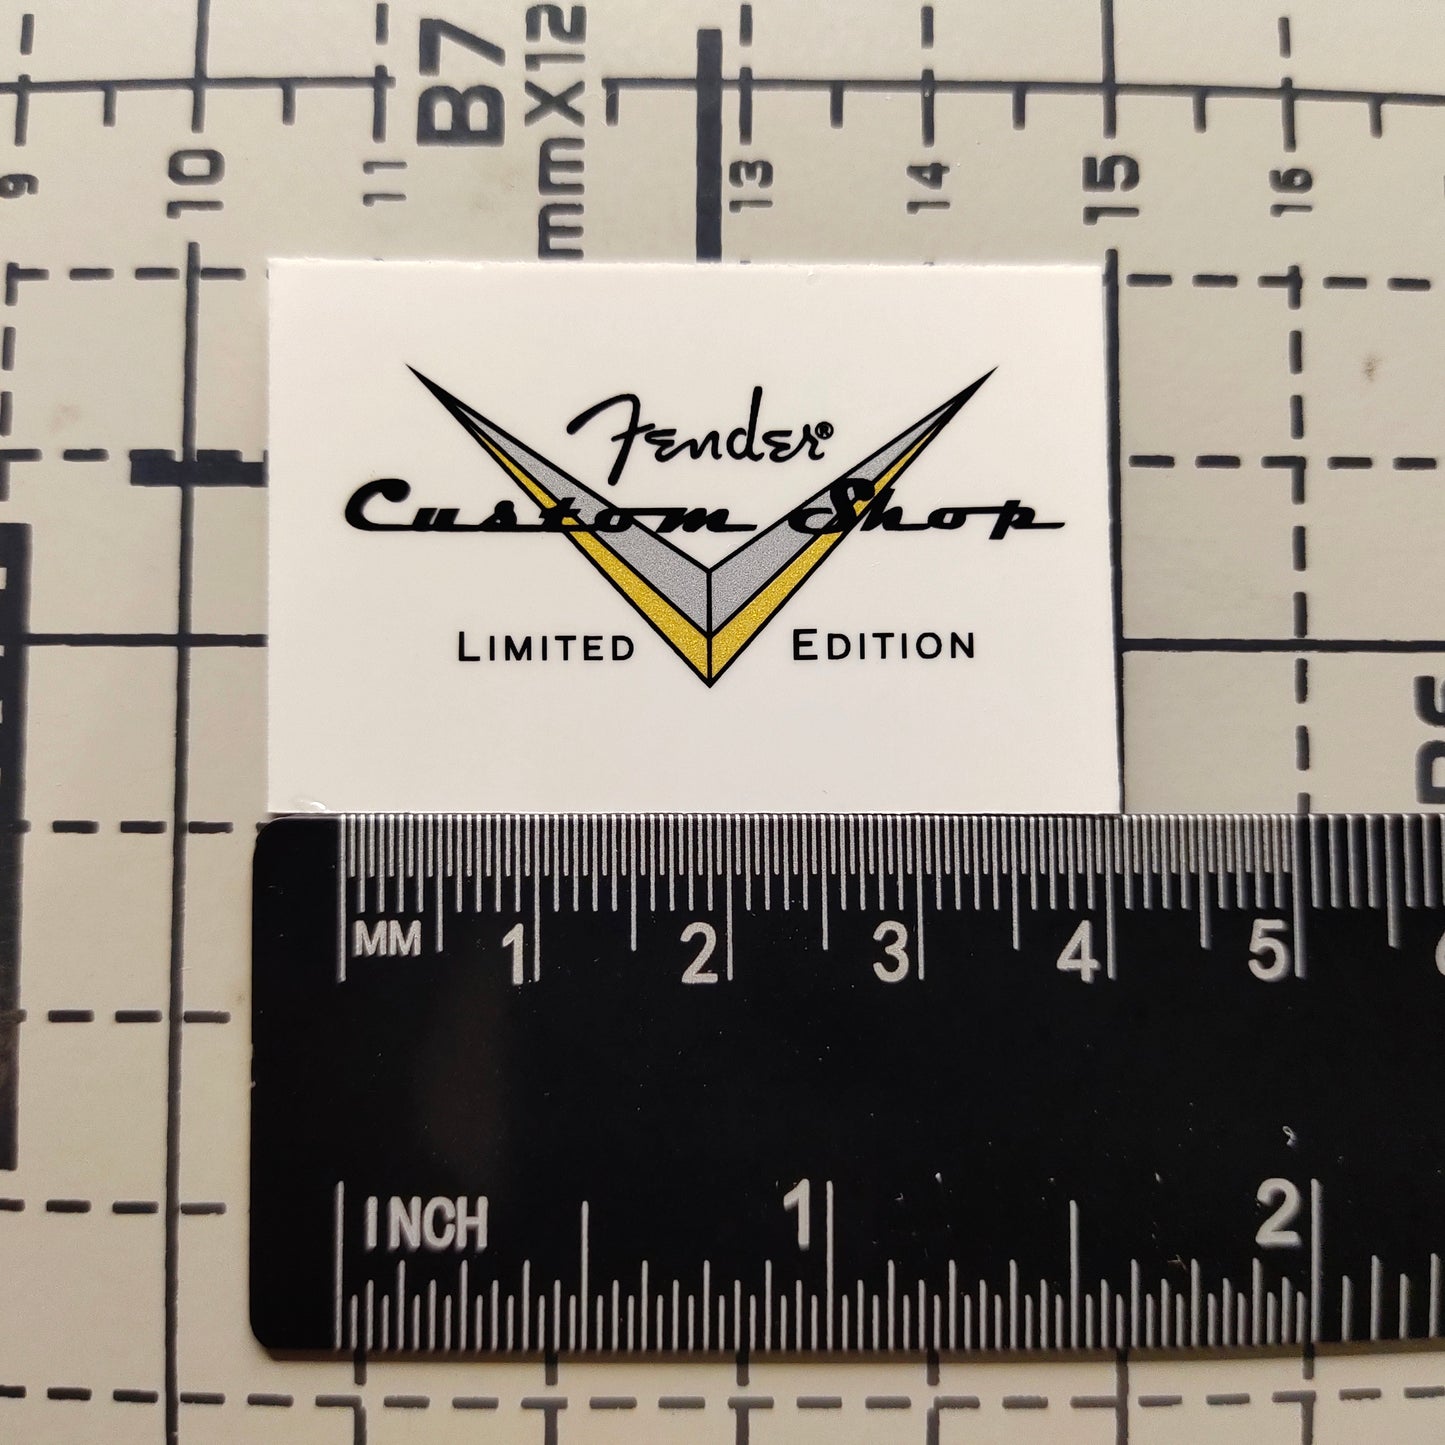 B7
mmX12
9
10
11
13
14
15
16
Fender®
Custom Shop
LIMITED EDITION
MM 1 2 3 4 5
INCH 1 2